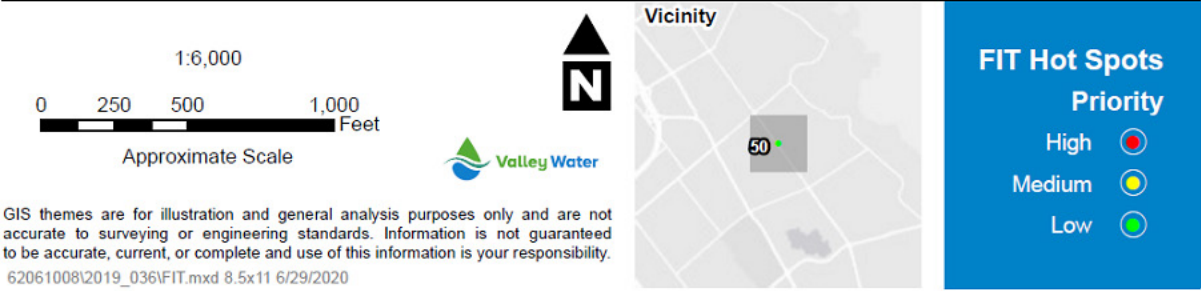 1:6,000
0 250 500 1,000
Feet
Approximate Scale
N
Valley Water
GIS themes are for illustration and general analysis purposes only and are not
accurate to surveying or engineering standards. Information is not guaranteed
to be accurate, current, or complete and use of this information is your responsibility.
62061008\2019_036\FIT.mxd 8.5x11 6/29/2020
Vicinity
50
FIT Hot Spots
Priority
High
Medium
Low